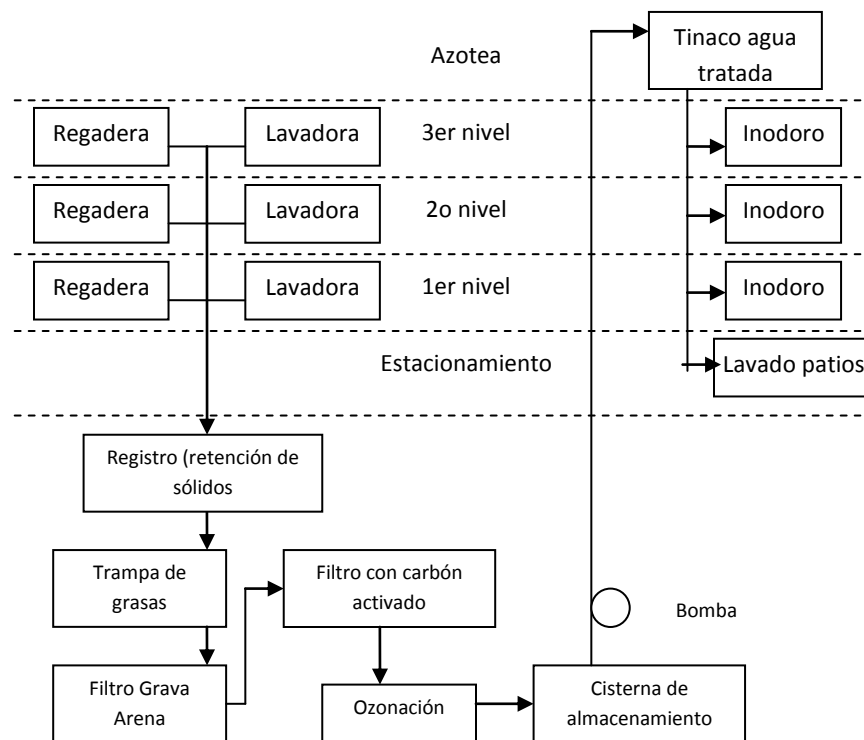 Azotea
Tinaco agua
tratada
Regadera
Lavadora
3er nivel
Inodoro
Regadera
Lavadora
2o nivel
Inodoro
Regadera
Lavadora
1er nivel
Inodoro
Estacionamiento
Lavado patios
Registro (retención de
sólidos
Trampa de
grasas
Filtro con carbón
activado
Bomba
Filtro Grava
Arena
Ozonación
Cisterna de
almacenamiento